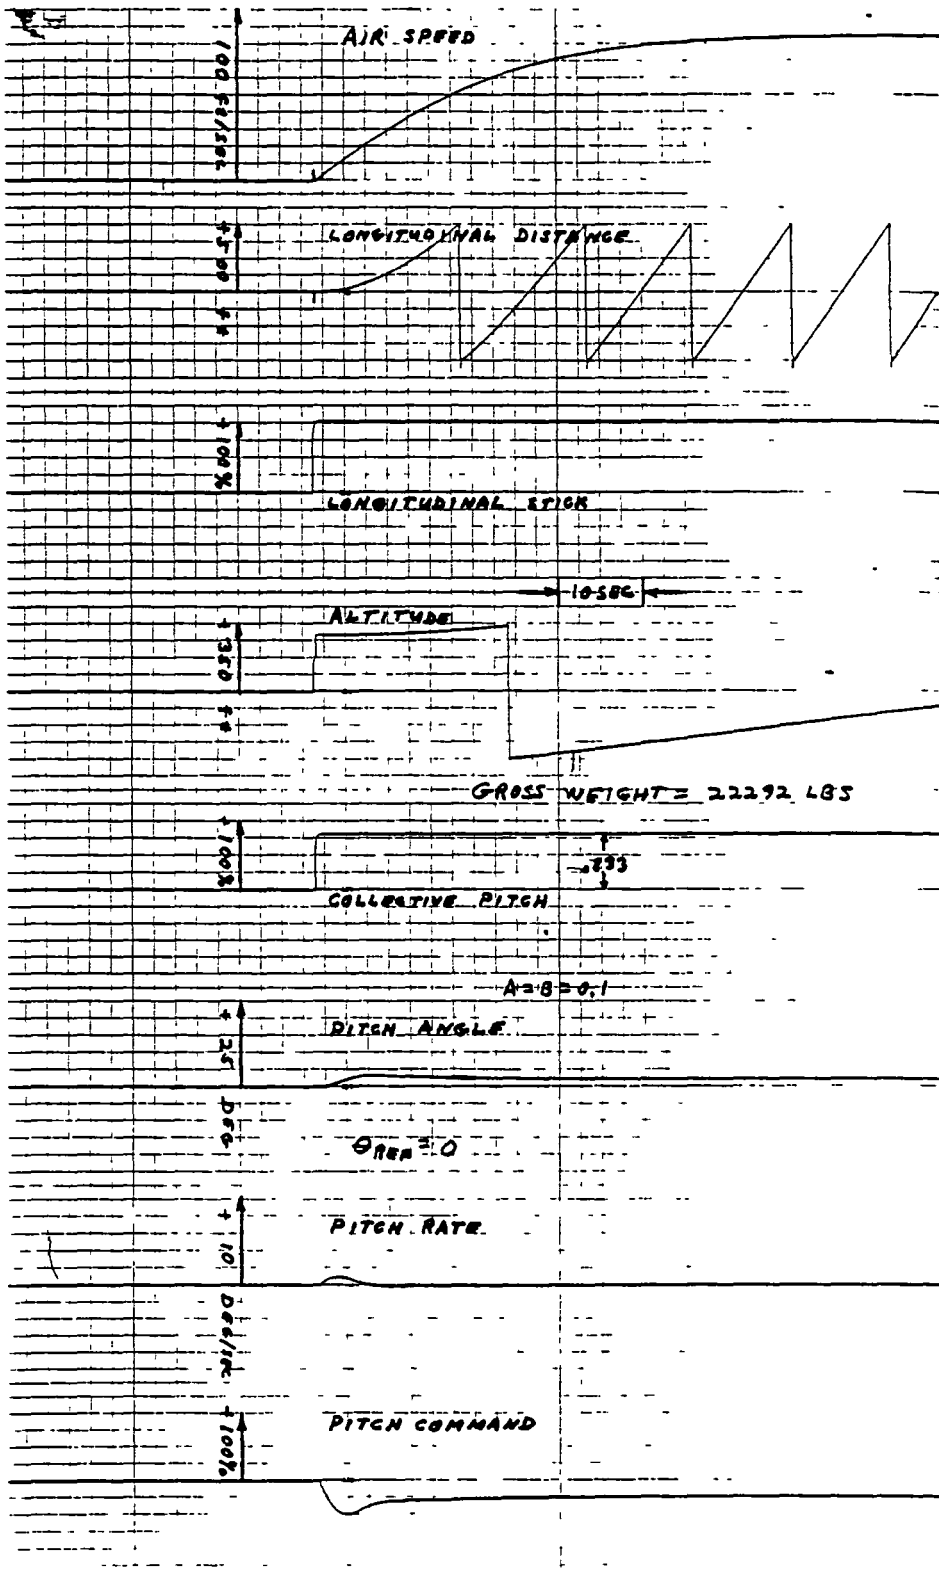 AIR SPEED
100 FT/SEC
LONGITUDINAL DISTANCE
+500 FT
+100%
LONGITUDINAL STICK
10 SEC
ALTITUDE
+350 FT
GROSS WEIGHT = 22292 LBS
+100%
.293
COLLECTIVE PITCH
A = B = 0.1
+25 DEG
PITCH ANGLE
θREF = 0
PITCH RATE
+10 DEG/SEC
PITCH COMMAND
+100%